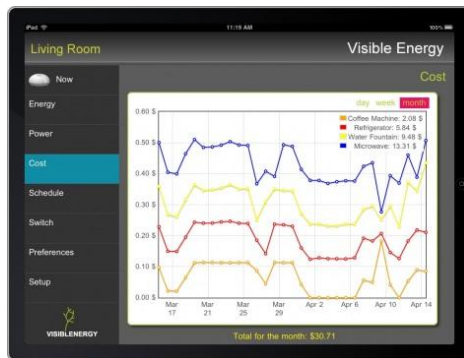 iPad
11:19 AM
100%
Living Room
Visible Energy
Now
Cost
Energy
Power
Cost
Schedule
Switch
Preferences
Setup
VISIBLENERGY
day week month
Coffee Machine: 2.08 $
Refrigerator: 5.84 $
Water Fountain: 9.48 $
Microwave: 13.31 $
0.60 $
0.50 $
0.40 $
0.30 $
0.20 $
0.10 $
0.00 $
Mar 17
Mar 21
Mar 25
Mar 29
Apr 2
Apr 6
Apr 10
Apr 14
Total for the month: $30.71